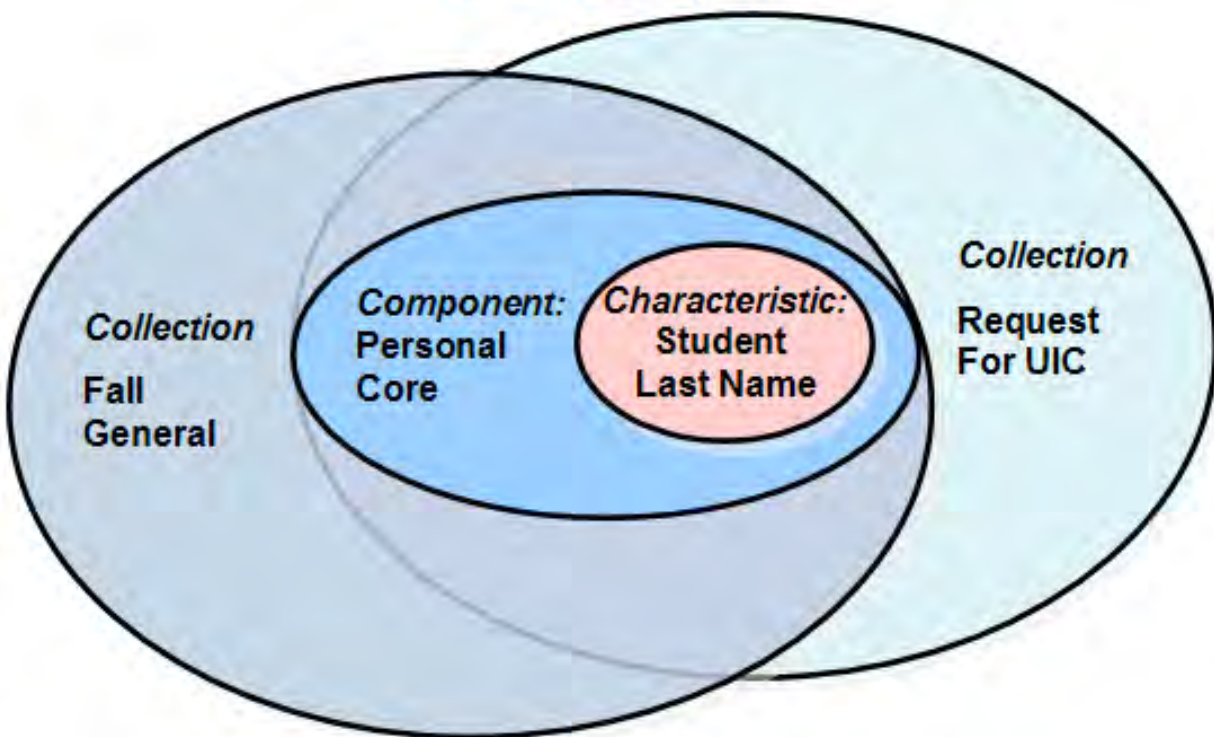 Collection
Fall
General
Component:
Personal
Core
Characteristic:
Student
Last Name
Collection
Request
For UIC